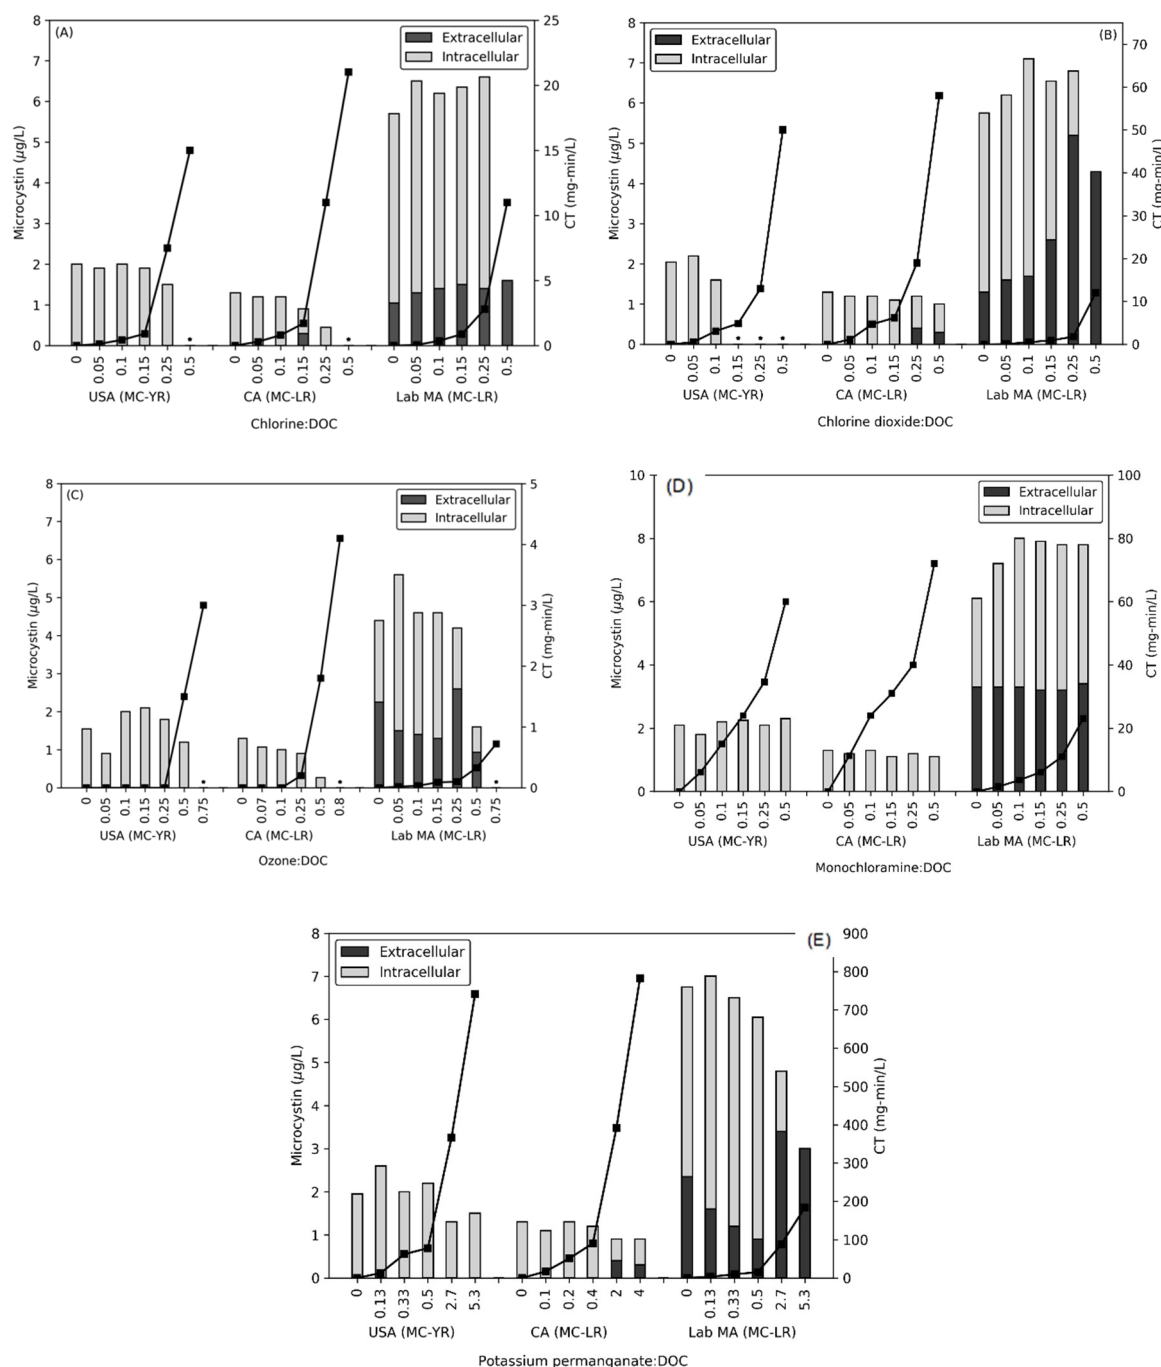 (A)
Extracellular
Intracellular
8
7
6
5
4
3
2
1
0
Microcystin (µg/L)
25
20
15
10
5
0
CT (mg-min/L)
0 0.05 0.1 0.15 0.25 0.5 0 0.05 0.1 0.15 0.25 0.5 0 0.05 0.1 0.15 0.25 0.5
* *
USA (MC-YR) CA (MC-LR) Lab MA (MC-LR)
Chlorine:DOC
(B)
Extracellular
Intracellular
8
7
6
5
4
3
2
1
0
Microcystin (µg/L)
70
60
50
40
30
20
10
0
CT (mg-min/L)
* * *
0 0.05 0.1 0.15 0.25 0.5 0 0.05 0.1 0.15 0.25 0.5 0 0.05 0.1 0.15 0.25 0.5
USA (MC-YR) CA (MC-LR) Lab MA (MC-LR)
Chlorine dioxide:DOC
(C)
Extracellular
Intracellular
8
7
6
5
4
3
2
1
0
Microcystin (µg/L)
5
4
3
2
1
0
CT (mg-min/L)
* * *
0 0.05 0.1 0.15 0.25 0.5 0.75 0 0.07 0.1 0.25 0.5 0.8 0 0.05 0.1 0.15 0.25 0.5 0.75
USA (MC-YR) CA (MC-LR) Lab MA (MC-LR)
Ozone:DOC
(D)
Extracellular
Intracellular
10
8
6
4
2
0
Microcystin (µg/L)
100
80
60
40
20
0
CT (mg-min/L)
0 0.05 0.1 0.15 0.25 0.5 0 0.05 0.1 0.15 0.25 0.5 0 0.05 0.1 0.15 0.25 0.5
USA (MC-YR) CA (MC-LR) Lab MA (MC-LR)
Monochloramine:DOC
(E)
Extracellular
Intracellular
8
7
6
5
4
3
2
1
0
Microcystin (µg/L)
900
800
700
600
500
400
300
200
100
0
CT (mg-min/L)
0 0.13 0.33 0.5 2.7 5.3 0 0.1 0.2 0.4 2 4 0 0.13 0.33 0.5 2.7 5.3
USA (MC-YR) CA (MC-LR) Lab MA (MC-LR)
Potassium permanganate:DOC